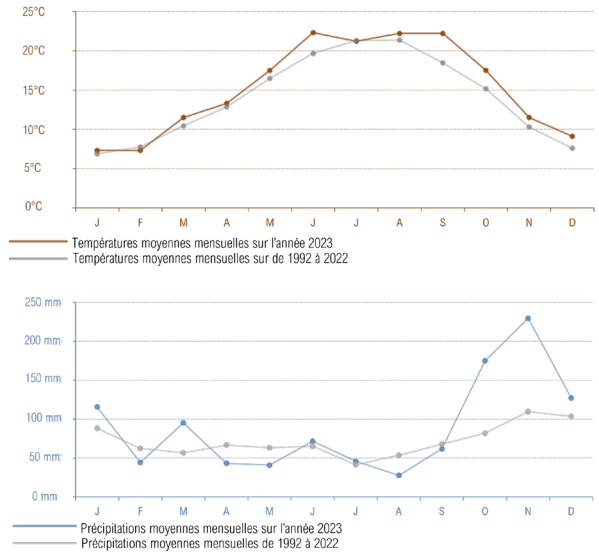 25°C
20°C
15°C
10°C
5°C
0°C
J F M A M J J A S O N D
Températures moyennes mensuelles sur l'année 2023
Températures moyennes mensuelles sur de 1992 à 2022
250 mm
200 mm
150 mm
100 mm
50 mm
0 mm
J F M A M J J A S O N D
Précipitations moyennes mensuelles sur l'année 2023
Précipitations moyennes mensuelles de 1992 à 2022